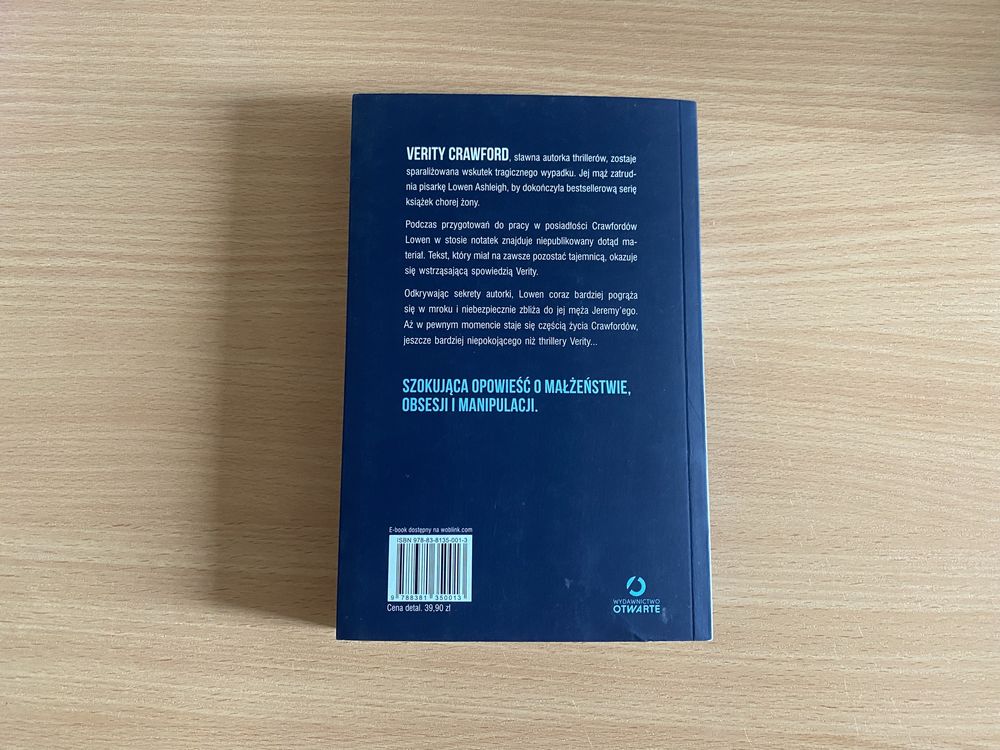 VERITY CRAWFORD, sławna autorka thrillerów, zostaje
sparaliżowana wskutek tragicznego wypadku. Jej mąż zatrud-
nia pisarkę Lowen Ashleigh, by dokończyła bestsellerową serię
książek chorej żony.
Podczas przygotowań do pracy w posiadłości Crawfordów
Lowen w stosie notatek znajduje niepublikowany dotąd ma-
teriał. Tekst, który miał na zawsze pozostać tajemnicą, okazuje
się wstrząsającą spowiedzią Verity.
Odkrywając sekrety autorki, Lowen coraz bardziej pogrąża
się w mroku i niebezpiecznie zbliża do jej męża Jeremy'ego.
Aż w pewnym momencie staje się częścią życia Crawfordów,
jeszcze bardziej niepokojącego niż thrillery Verity...
SZOKUJĄCA OPOWIEŚĆ O MAŁŻEŃSTWIE,
OBSESJI I MANIPULACJI.
E-book dostępny na woblink.com
ISBN 978-83-8135-001-3
9 788381 350013
Cena detal. 39,90 zł
WYDAWNICTWO
OTWARTE